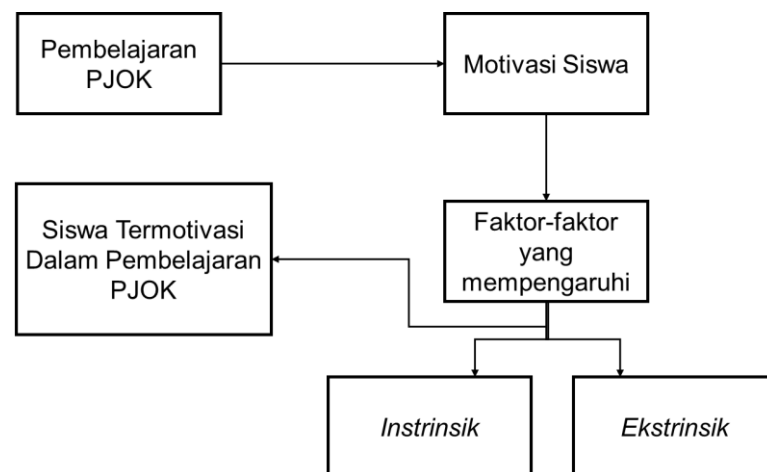 Pembelajaran
PJOK
Motivasi Siswa
Siswa Termotivasi
Dalam Pembelajaran
PJOK
Faktor-faktor
yang
mempengaruhi
Instrinsik
Ekstrinsik